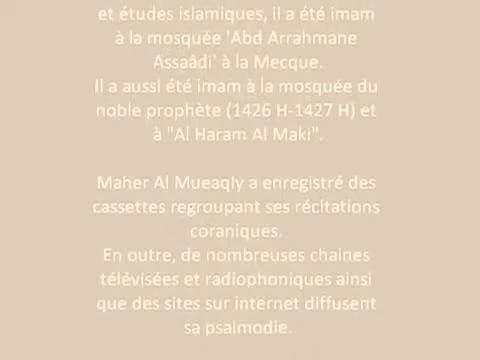 et études islamiques, il a été imam
à la mosquée 'Abd Arrahmane
Assaâdi' à la Mecque.
Il a aussi été imam à la mosquée du
noble prophète (1426 H-1427 H) et
à "Al Haram Al Maki".
Maher Al Mueaqly a enregistré des
cassettes regroupant ses récitations
coraniques.
En outre, de nombreuses chaines
télévisées et radiophoniques ainsi
que des sites sur internet diffusent
sa psalmodie.